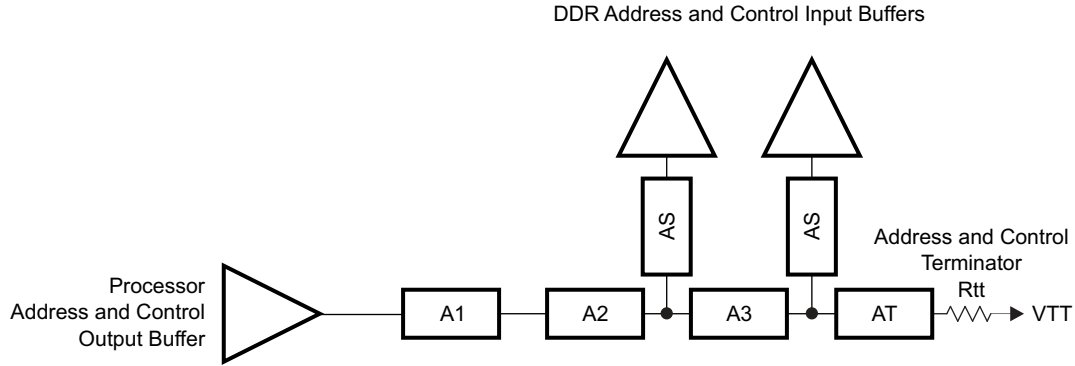 DDR Address and Control Input Buffers
AS
AS
Address and Control
Terminator
Rtt
Processor
Address and Control
Output Buffer
A1
A2
A3
AT
VTT